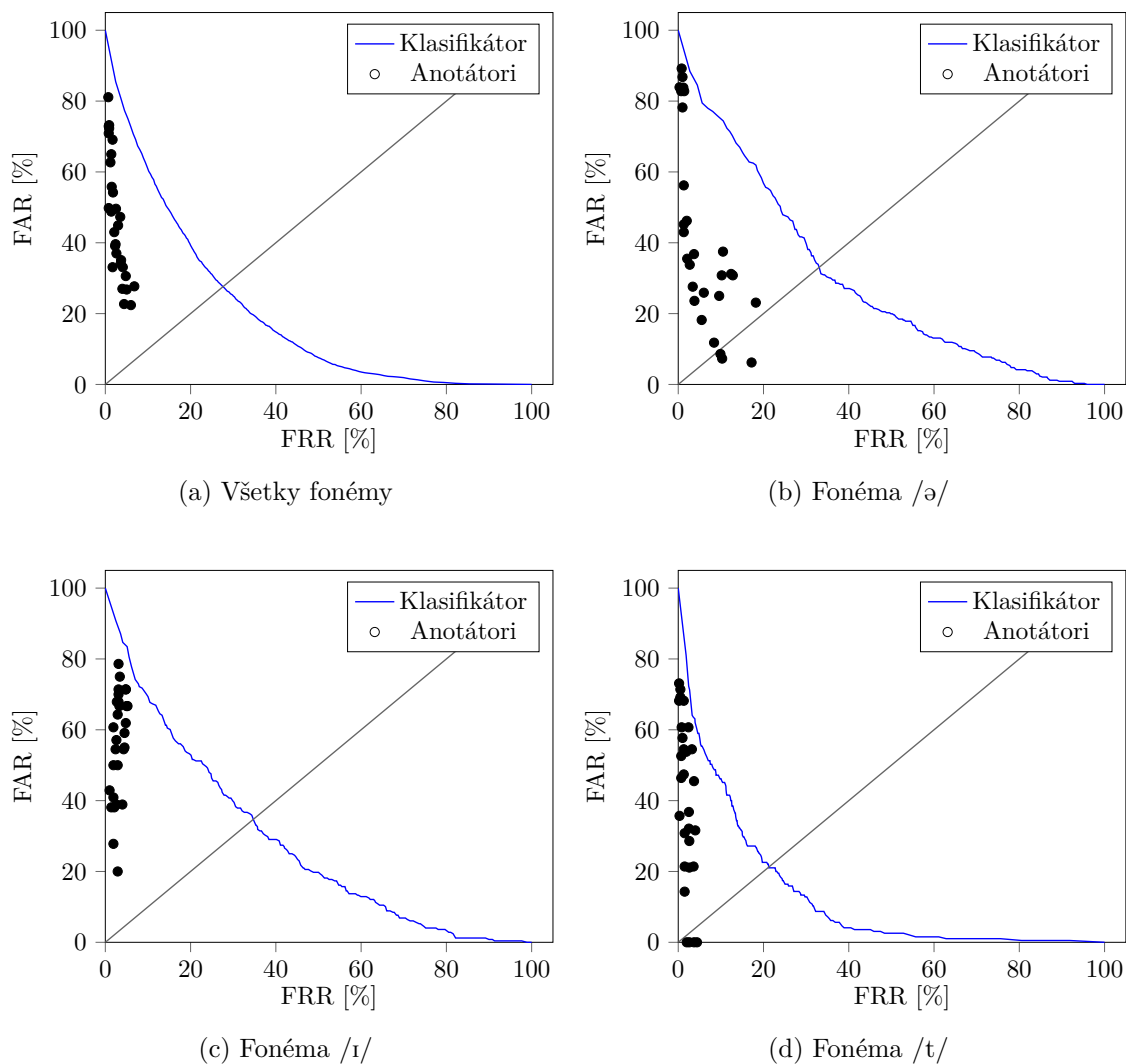 100
80
60
40
20
0
FAR [%]
0 20 40 60 80 100
FRR [%]
Klasifikátor
Anotátori
(a) Všetky fonémy
100
80
60
40
20
0
FAR [%]
0 20 40 60 80 100
FRR [%]
Klasifikátor
Anotátori
(b) Fonéma /ə/
100
80
60
40
20
0
FAR [%]
0 20 40 60 80 100
FRR [%]
Klasifikátor
Anotátori
(c) Fonéma /ɪ/
100
80
60
40
20
0
FAR [%]
0 20 40 60 80 100
FRR [%]
Klasifikátor
Anotátori
(d) Fonéma /t/